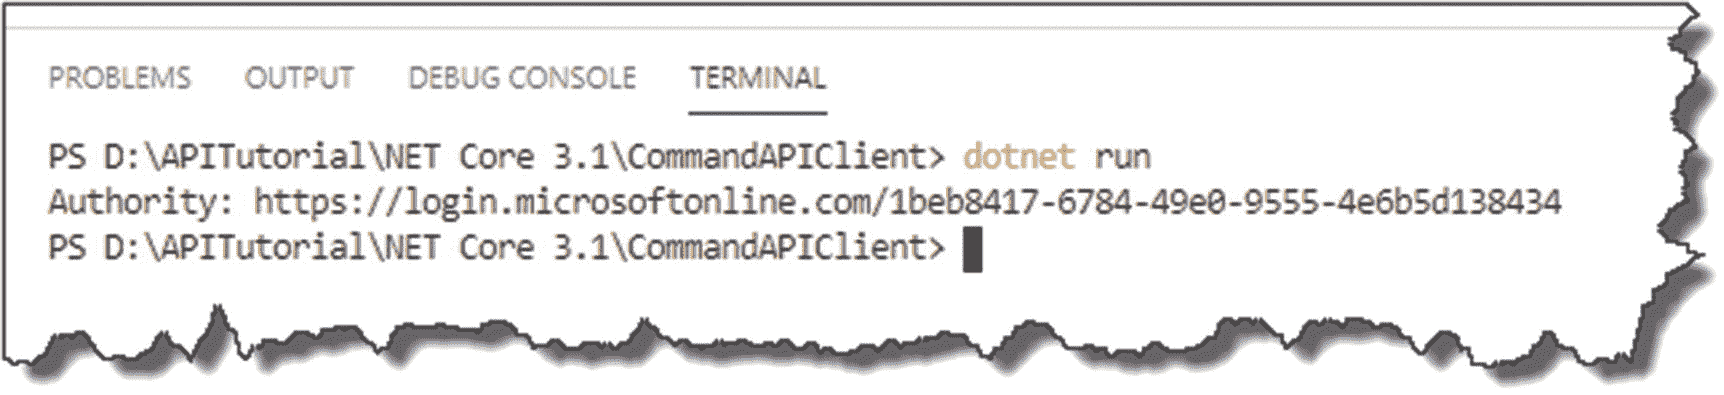 PROBLEMS OUTPUT DEBUG CONSOLE TERMINAL
PS D:\APITutorial\NET Core 3.1\CommandAPIClient> dotnet run
Authority: https://login.microsoftonline.com/1beb8417-6784-49e0-9555-4e6b5d138434
PS D:\APITutorial\NET Core 3.1\CommandAPIClient>